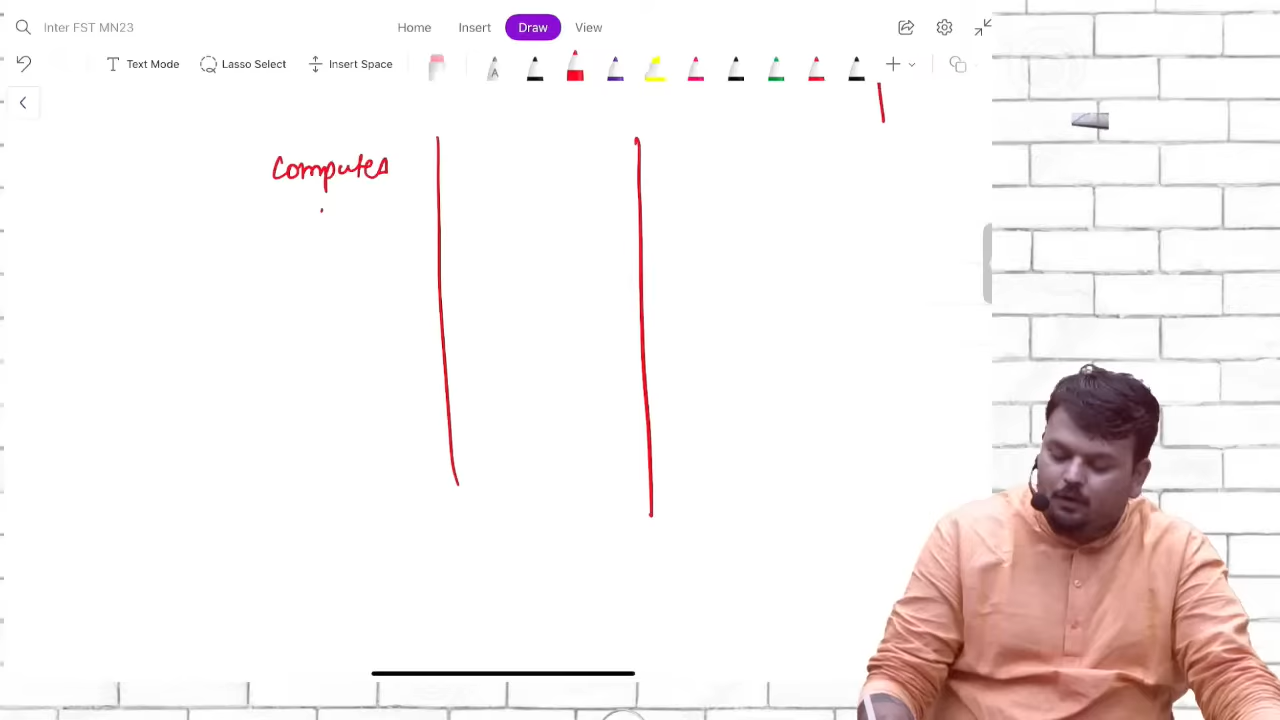 Inter FST MN23
Home Insert Draw View
Text Mode Lasso Select Insert Space
A
Computer